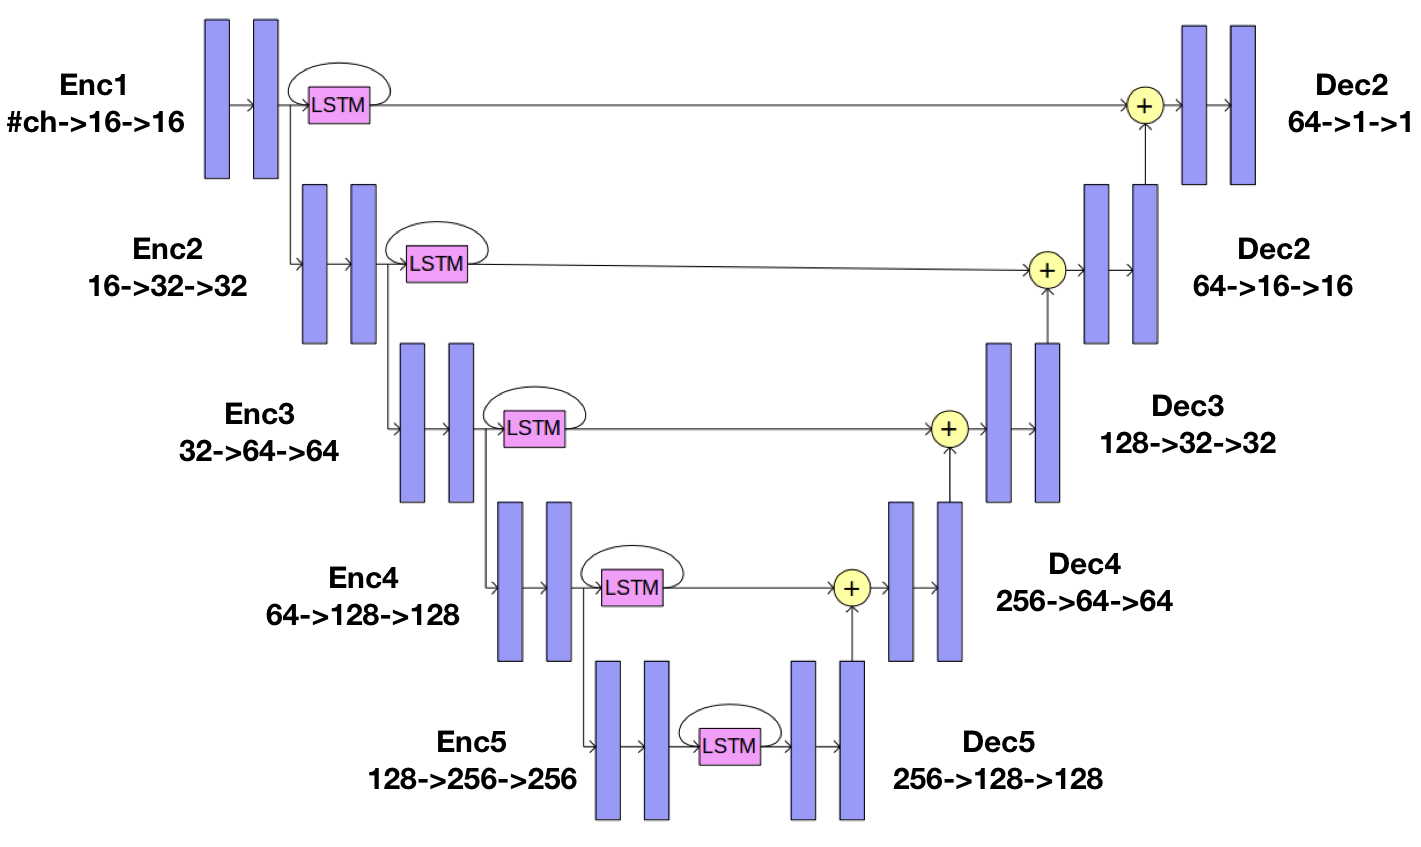 Enc1
#ch->16->16
LSTM
+
Dec2
64->1->1
Enc2
16->32->32
LSTM
+
Dec2
64->16->16
Enc3
32->64->64
LSTM
+
Dec3
128->32->32
Enc4
64->128->128
LSTM
+
Dec4
256->64->64
Enc5
128->256->256
LSTM
Dec5
256->128->128